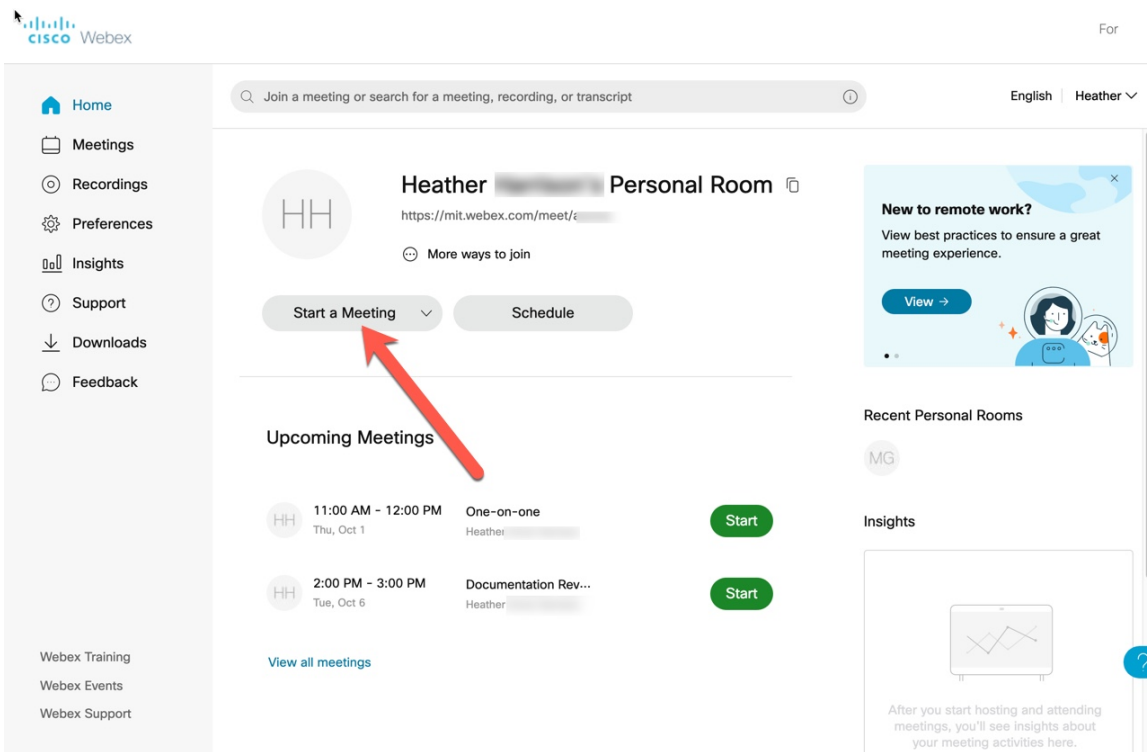 CISCO Webex
For
Home
Meetings
Recordings
Preferences
Insights
Support
Downloads
Feedback
Webex Training
Webex Events
Webex Support
Join a meeting or search for a meeting, recording, or transcript
English
Heather
HH
Heather Personal Room
https://mit.webex.com/meet/a
More ways to join
Start a Meeting
Schedule
Upcoming Meetings
HH
11:00 AM - 12:00 PM
Thu, Oct 1
One-on-one
Heather
Start
HH
2:00 PM - 3:00 PM
Tue, Oct 6
Documentation Rev...
Heather
Start
View all meetings
New to remote work?
View best practices to ensure a great
meeting experience.
View →
Recent Personal Rooms
MG
Insights
After you start hosting and attending
meetings, you'll see insights about
your meeting activities here.
?